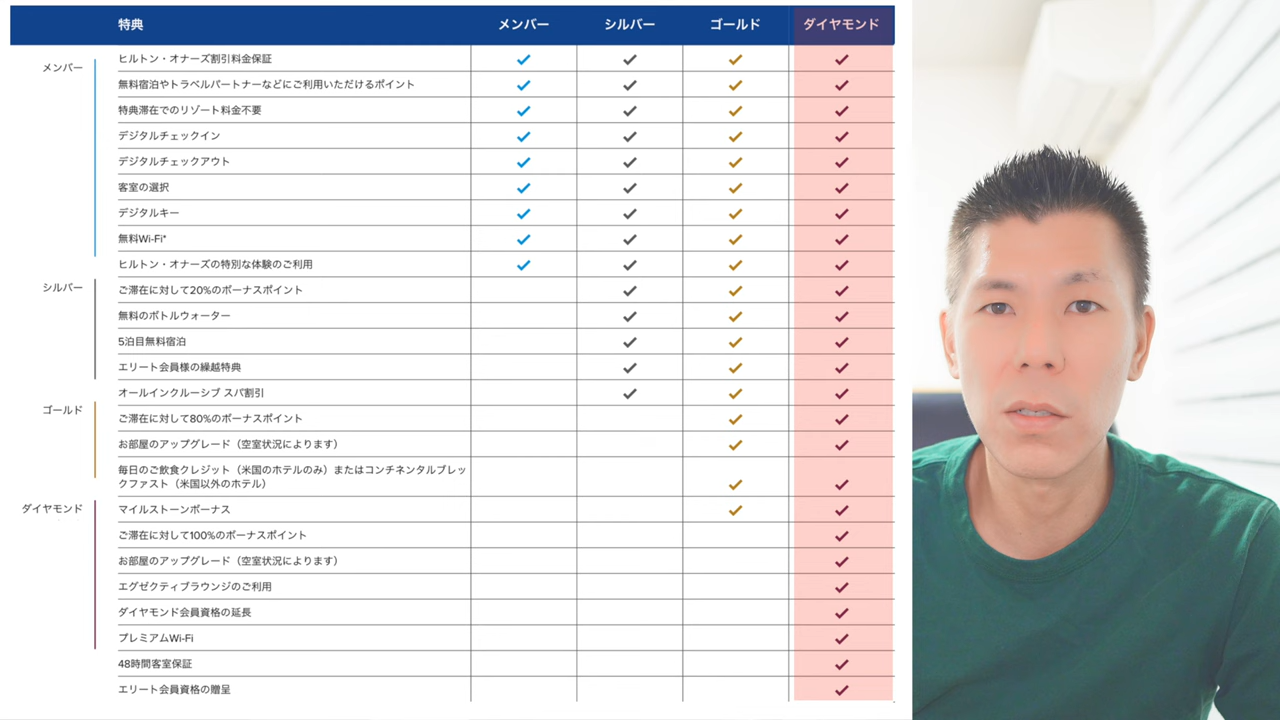 特典 メンバー シルバー ゴールド ダイヤモンド
メンバー
ヒルトン・オナーズ割引料金保証
無料宿泊やトラベルパートナーなどにご利用いただけるポイント
特典滞在でのリゾート料金不要
デジタルチェックイン
デジタルチェックアウト
客室の選択
デジタルキー
無料Wi-Fi*
ヒルトン・オナーズの特別な体験のご利用
シルバー
ご滞在に対して20%のボーナスポイント
無料のボトルウォーター
5泊目無料宿泊
エリート会員様の繰越特典
オールインクルーシブ スパ割引
ゴールド
ご滞在に対して80%のボーナスポイント
お部屋のアップグレード（空室状況によります）
毎日のご飲食クレジット（米国のホテルのみ）またはコンチネンタルブレッ
クファスト（米国以外のホテル）
ダイヤモンド
マイルストーンボーナス
ご滞在に対して100%のボーナスポイント
お部屋のアップグレード（空室状況によります）
エグゼクティブラウンジのご利用
ダイヤモンド会員資格の延長
プレミアムWi-Fi
48時間客室保証
エリート会員資格の贈呈